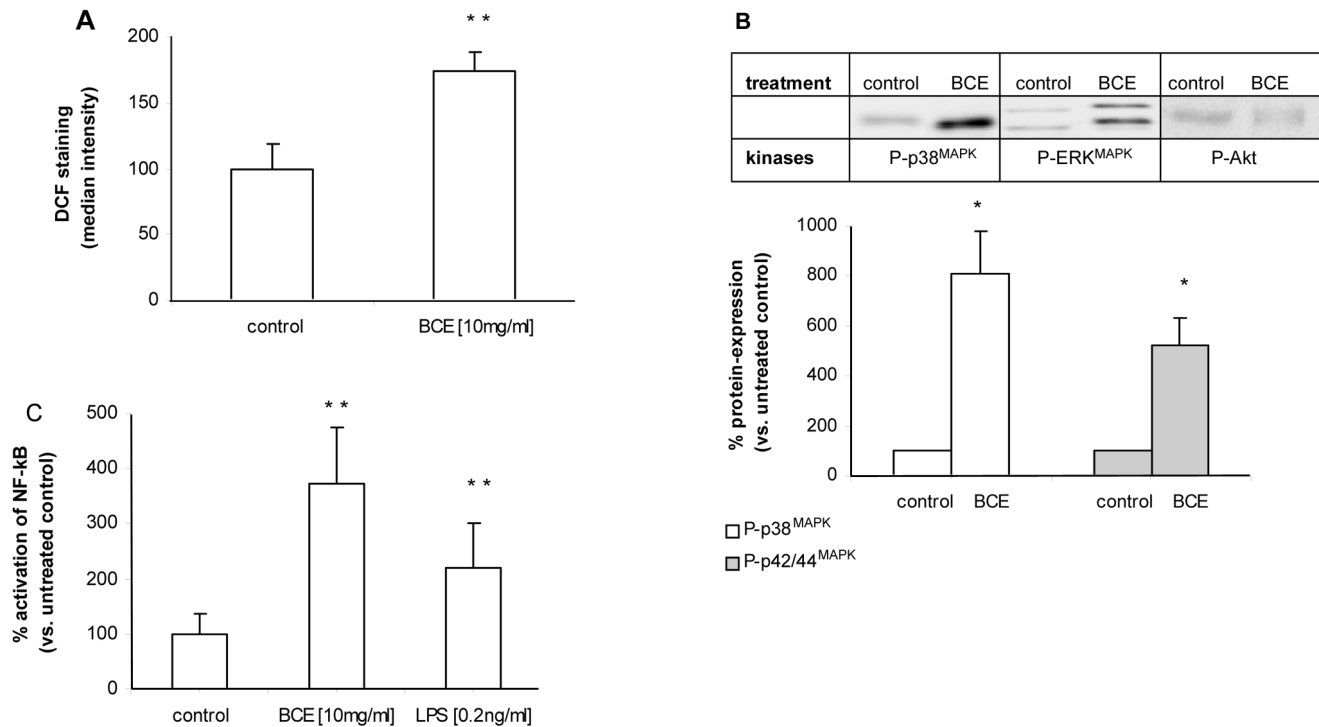 A
* *
200
150
100
50
0
DCF staining
(median intensity)
control BCE [10mg/ml]
B
treatment control BCE control BCE control BCE
kinases P-p38MAPK P-ERKMAPK P-Akt
* *
1000
800
600
400
200
0
% protein-expression
(vs. untreated control)
control BCE control BCE
P-p38MAPK
P-p42/44MAPK
C
* * * *
500
400
300
200
100
0
% activation of NF-kB
(vs. untreated control)
control BCE [10mg/ml] LPS [0.2ng/ml]